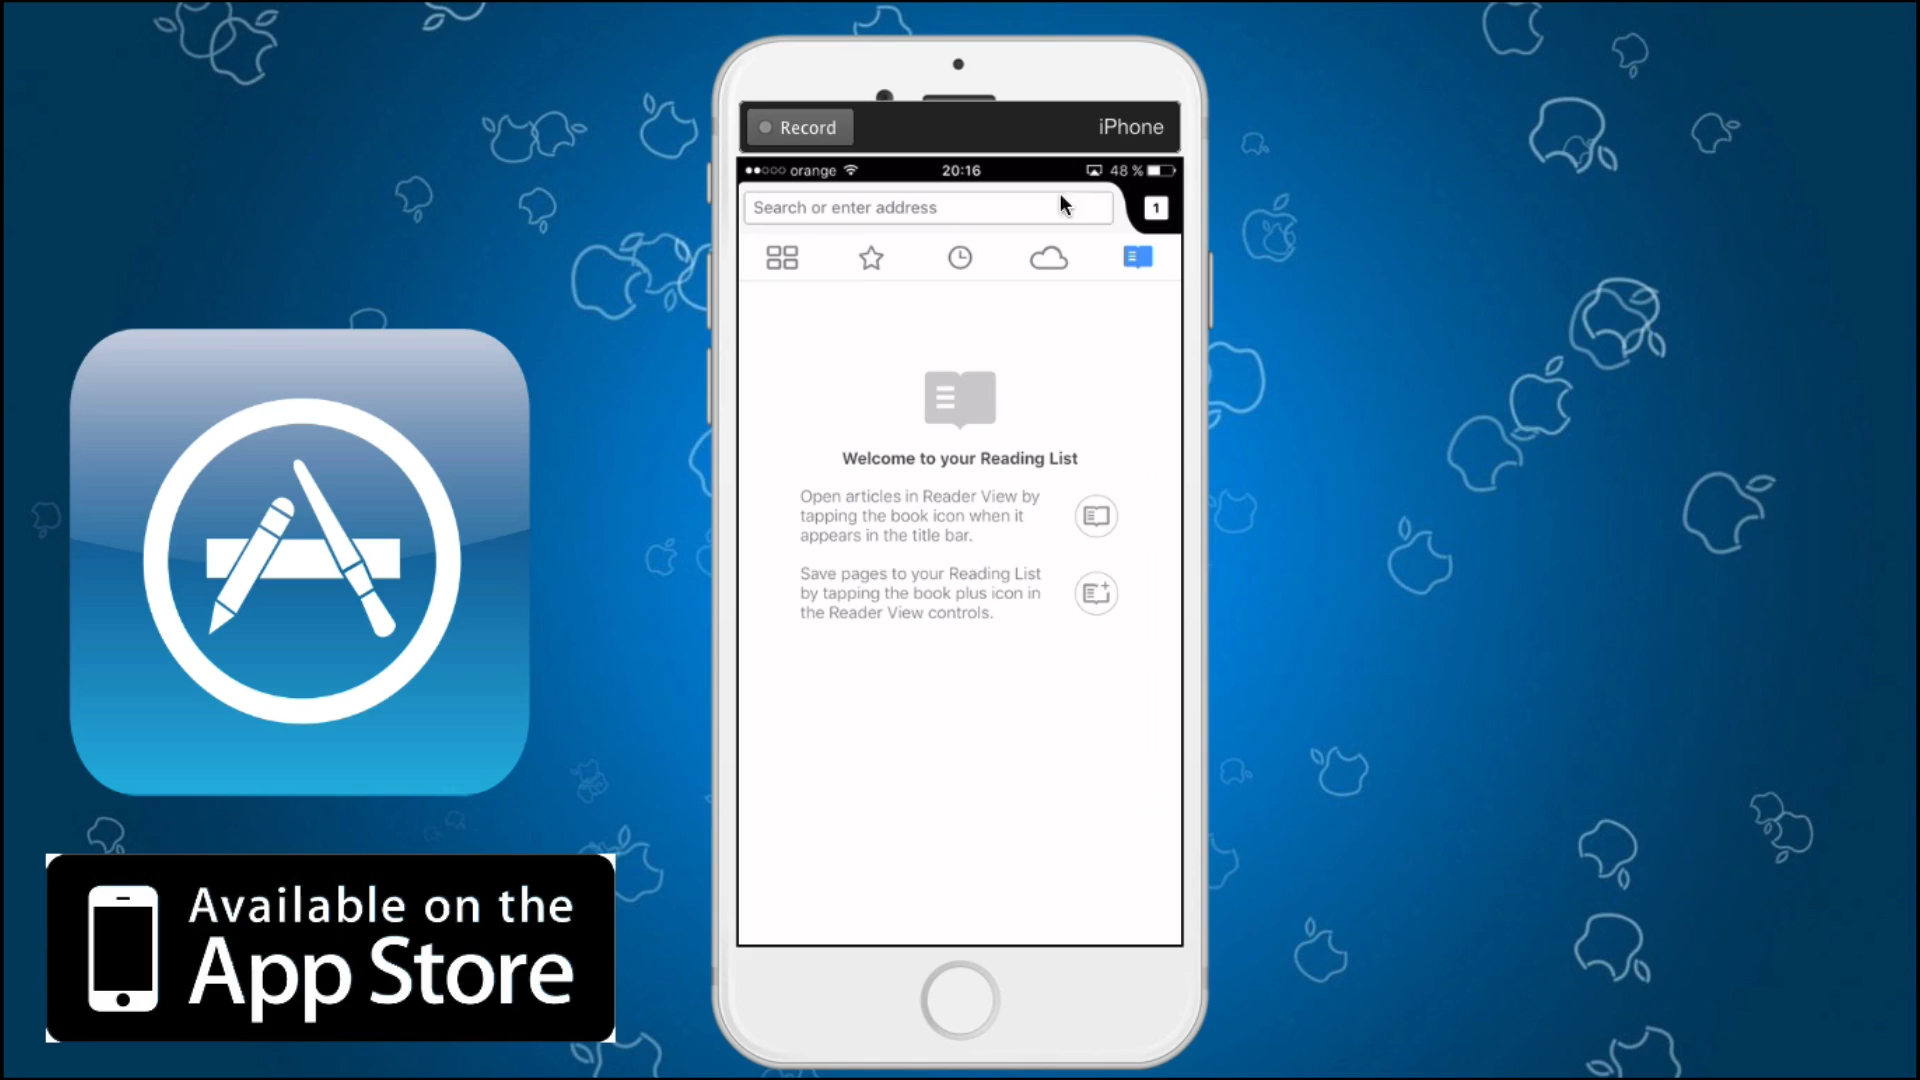 Record
iPhone
orange 20:16 48 %
Search or enter address
1
Welcome to your Reading List
Open articles in Reader View by
tapping the book icon when it
appears in the title bar.
Save pages to your Reading List
by tapping the book plus icon in
the Reader View controls.
Available on the
App Store